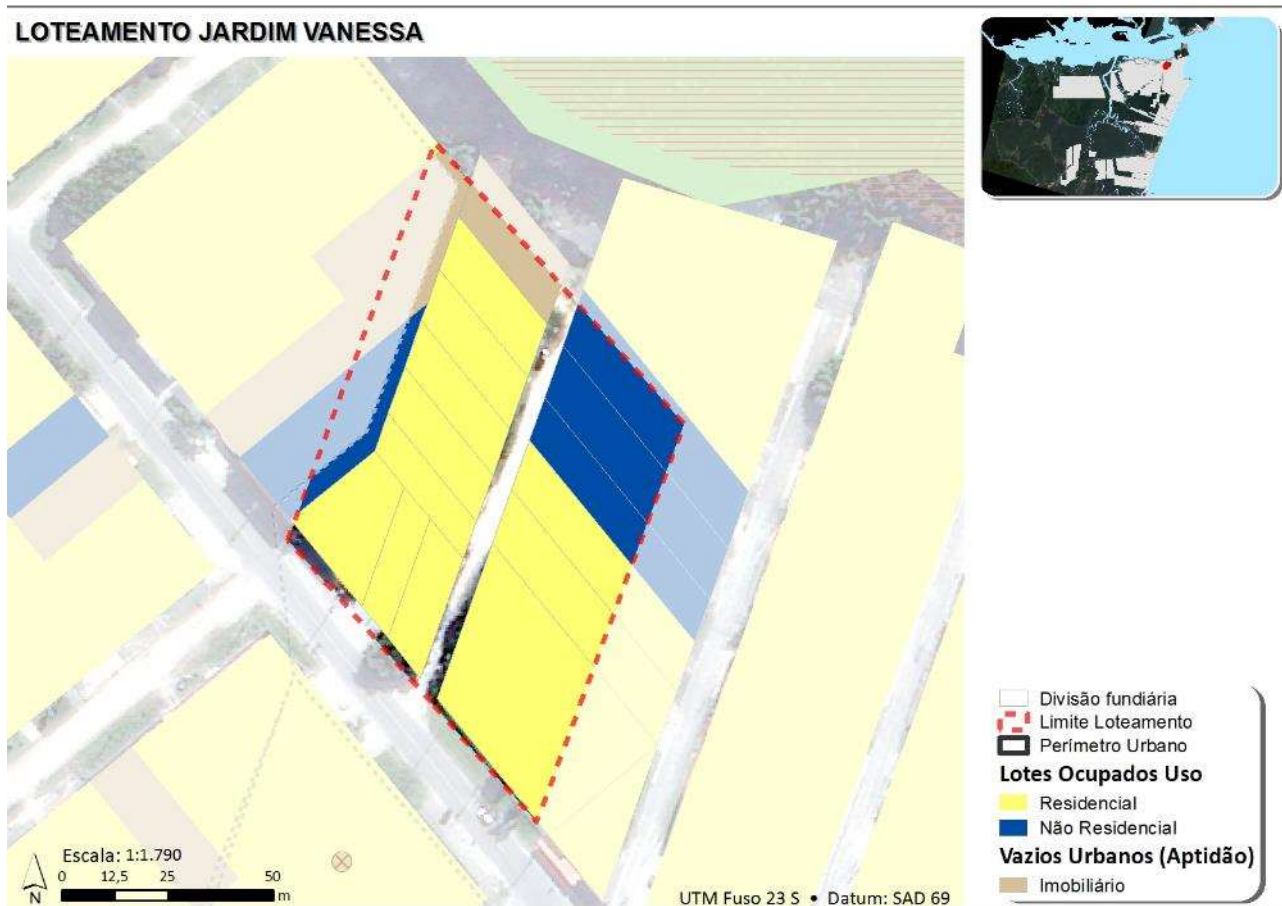 LOTEAMENTO JARDIM VANESSA
Divisão fundiária
Limite Loteamento
Perímetro Urbano
Lotes Ocupados Uso
Residencial
Não Residencial
Vazios Urbanos (Aptidão)
Imobiliário
Escala: 1:1.790
0 12,5 25 50
m
N
UTM Fuso 23 S • Datum: SAD 69